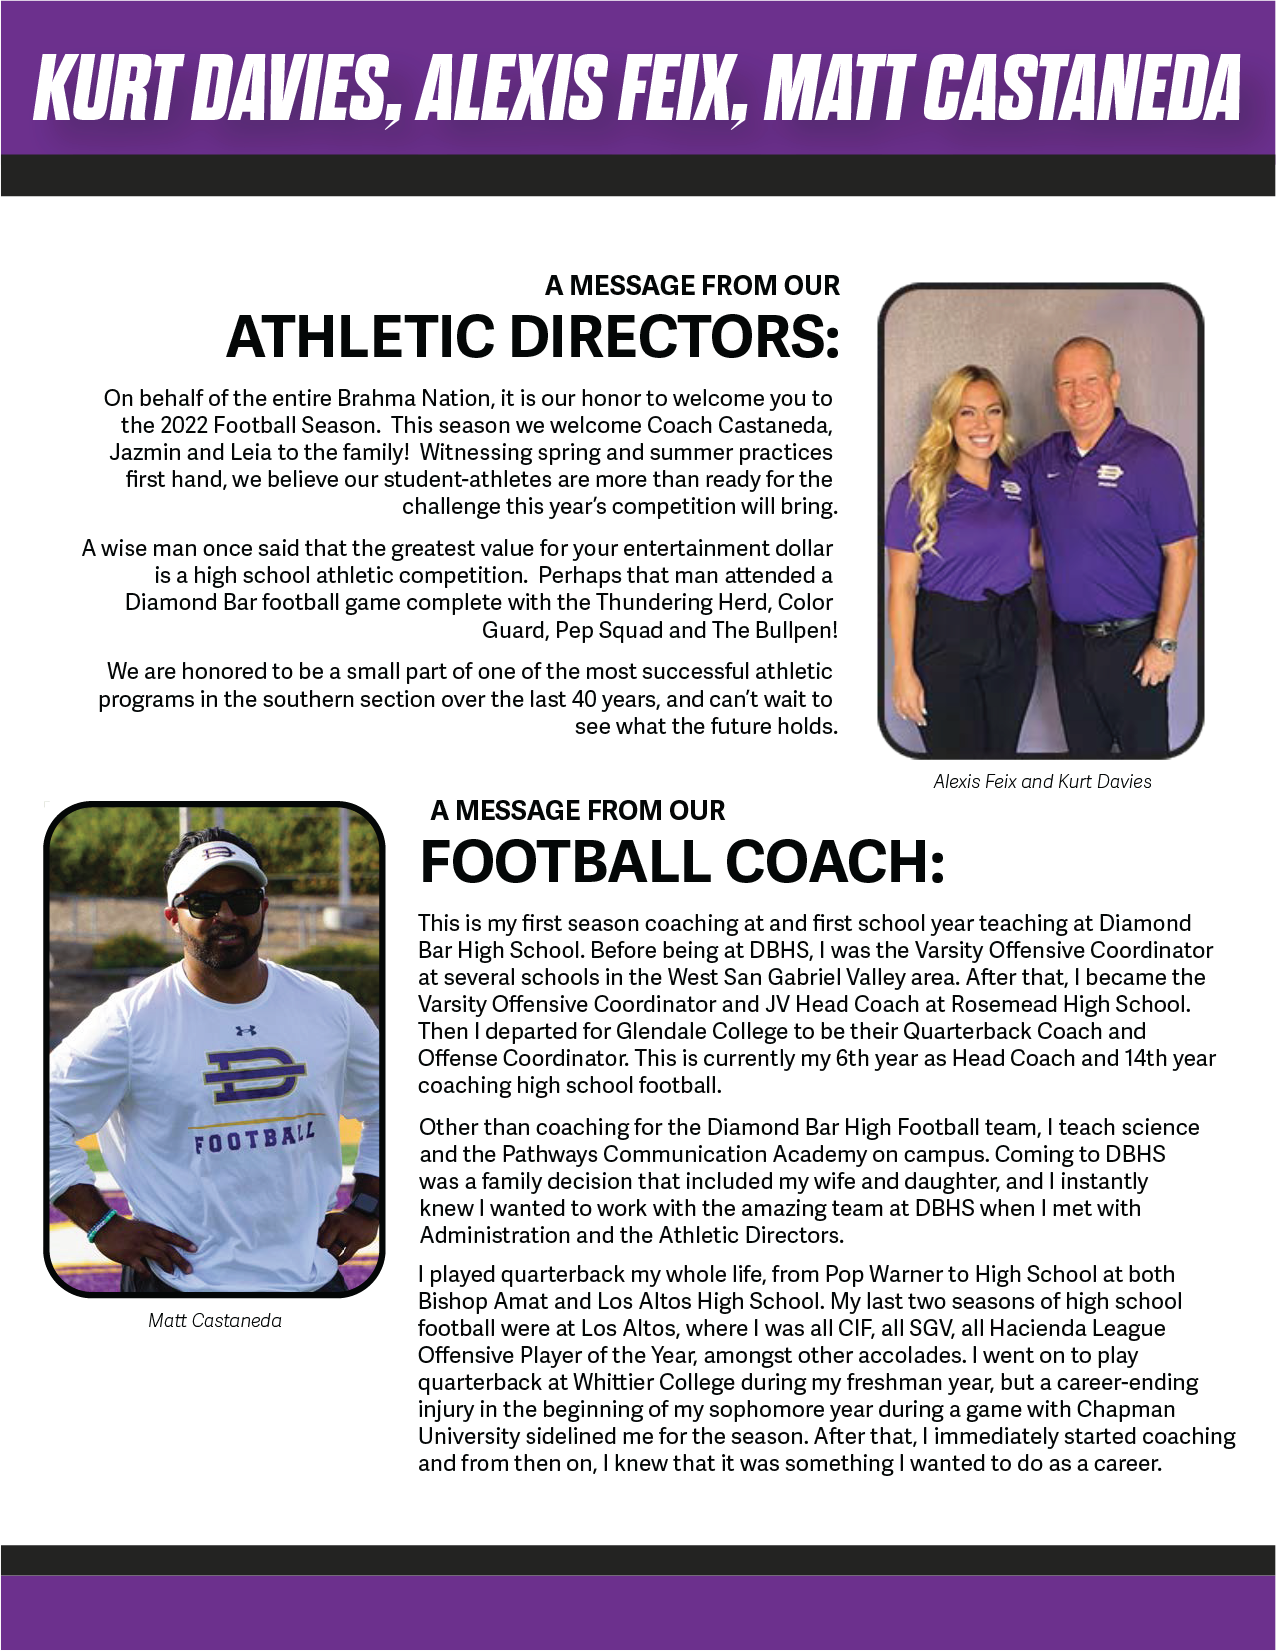 KURT DAVIES, ALEXIS FEIX, MATT CASTANEDA
A MESSAGE FROM OUR
ATHLETIC DIRECTORS:
On behalf of the entire Brahma Nation, it is our honor to welcome you to
the 2022 Football Season.  This season we welcome Coach Castaneda,
Jazmin and Leia to the family!  Witnessing spring and summer practices
first hand, we believe our student-athletes are more than ready for the
challenge this year’s competition will bring.
A wise man once said that the greatest value for your entertainment dollar
is a high school athletic competition.  Perhaps that man attended a
Diamond Bar football game complete with the Thundering Herd, Color
Guard, Pep Squad and The Bullpen!
We are honored to be a small part of one of the most successful athletic
programs in the southern section over the last 40 years, and can’t wait to
see what the future holds.
Alexis Feix and Kurt Davies
A MESSAGE FROM OUR
FOOTBALL COACH:
This is my first season coaching at and first school year teaching at Diamond
Bar High School. Before being at DBHS, I was the Varsity Offensive Coordinator
at several schools in the West San Gabriel Valley area. After that, I became the
Varsity Offensive Coordinator and JV Head Coach at Rosemead High School.
Then I departed for Glendale College to be their Quarterback Coach and
Offense Coordinator. This is currently my 6th year as Head Coach and 14th year
coaching high school football.
Other than coaching for the Diamond Bar High Football team, I teach science
and the Pathways Communication Academy on campus. Coming to DBHS
was a family decision that included my wife and daughter, and I instantly
knew I wanted to work with the amazing team at DBHS when I met with
Administration and the Athletic Directors.
I played quarterback my whole life, from Pop Warner to High School at both
Bishop Amat and Los Altos High School. My last two seasons of high school
football were at Los Altos, where I was all CIF, all SGV, all Hacienda League
Offensive Player of the Year, amongst other accolades. I went on to play
quarterback at Whittier College during my freshman year, but a career-ending
injury in the beginning of my sophomore year during a game with Chapman
University sidelined me for the season. After that, I immediately started coaching
and from then on, I knew that it was something I wanted to do as a career.
FOOTBALL
Matt Castaneda